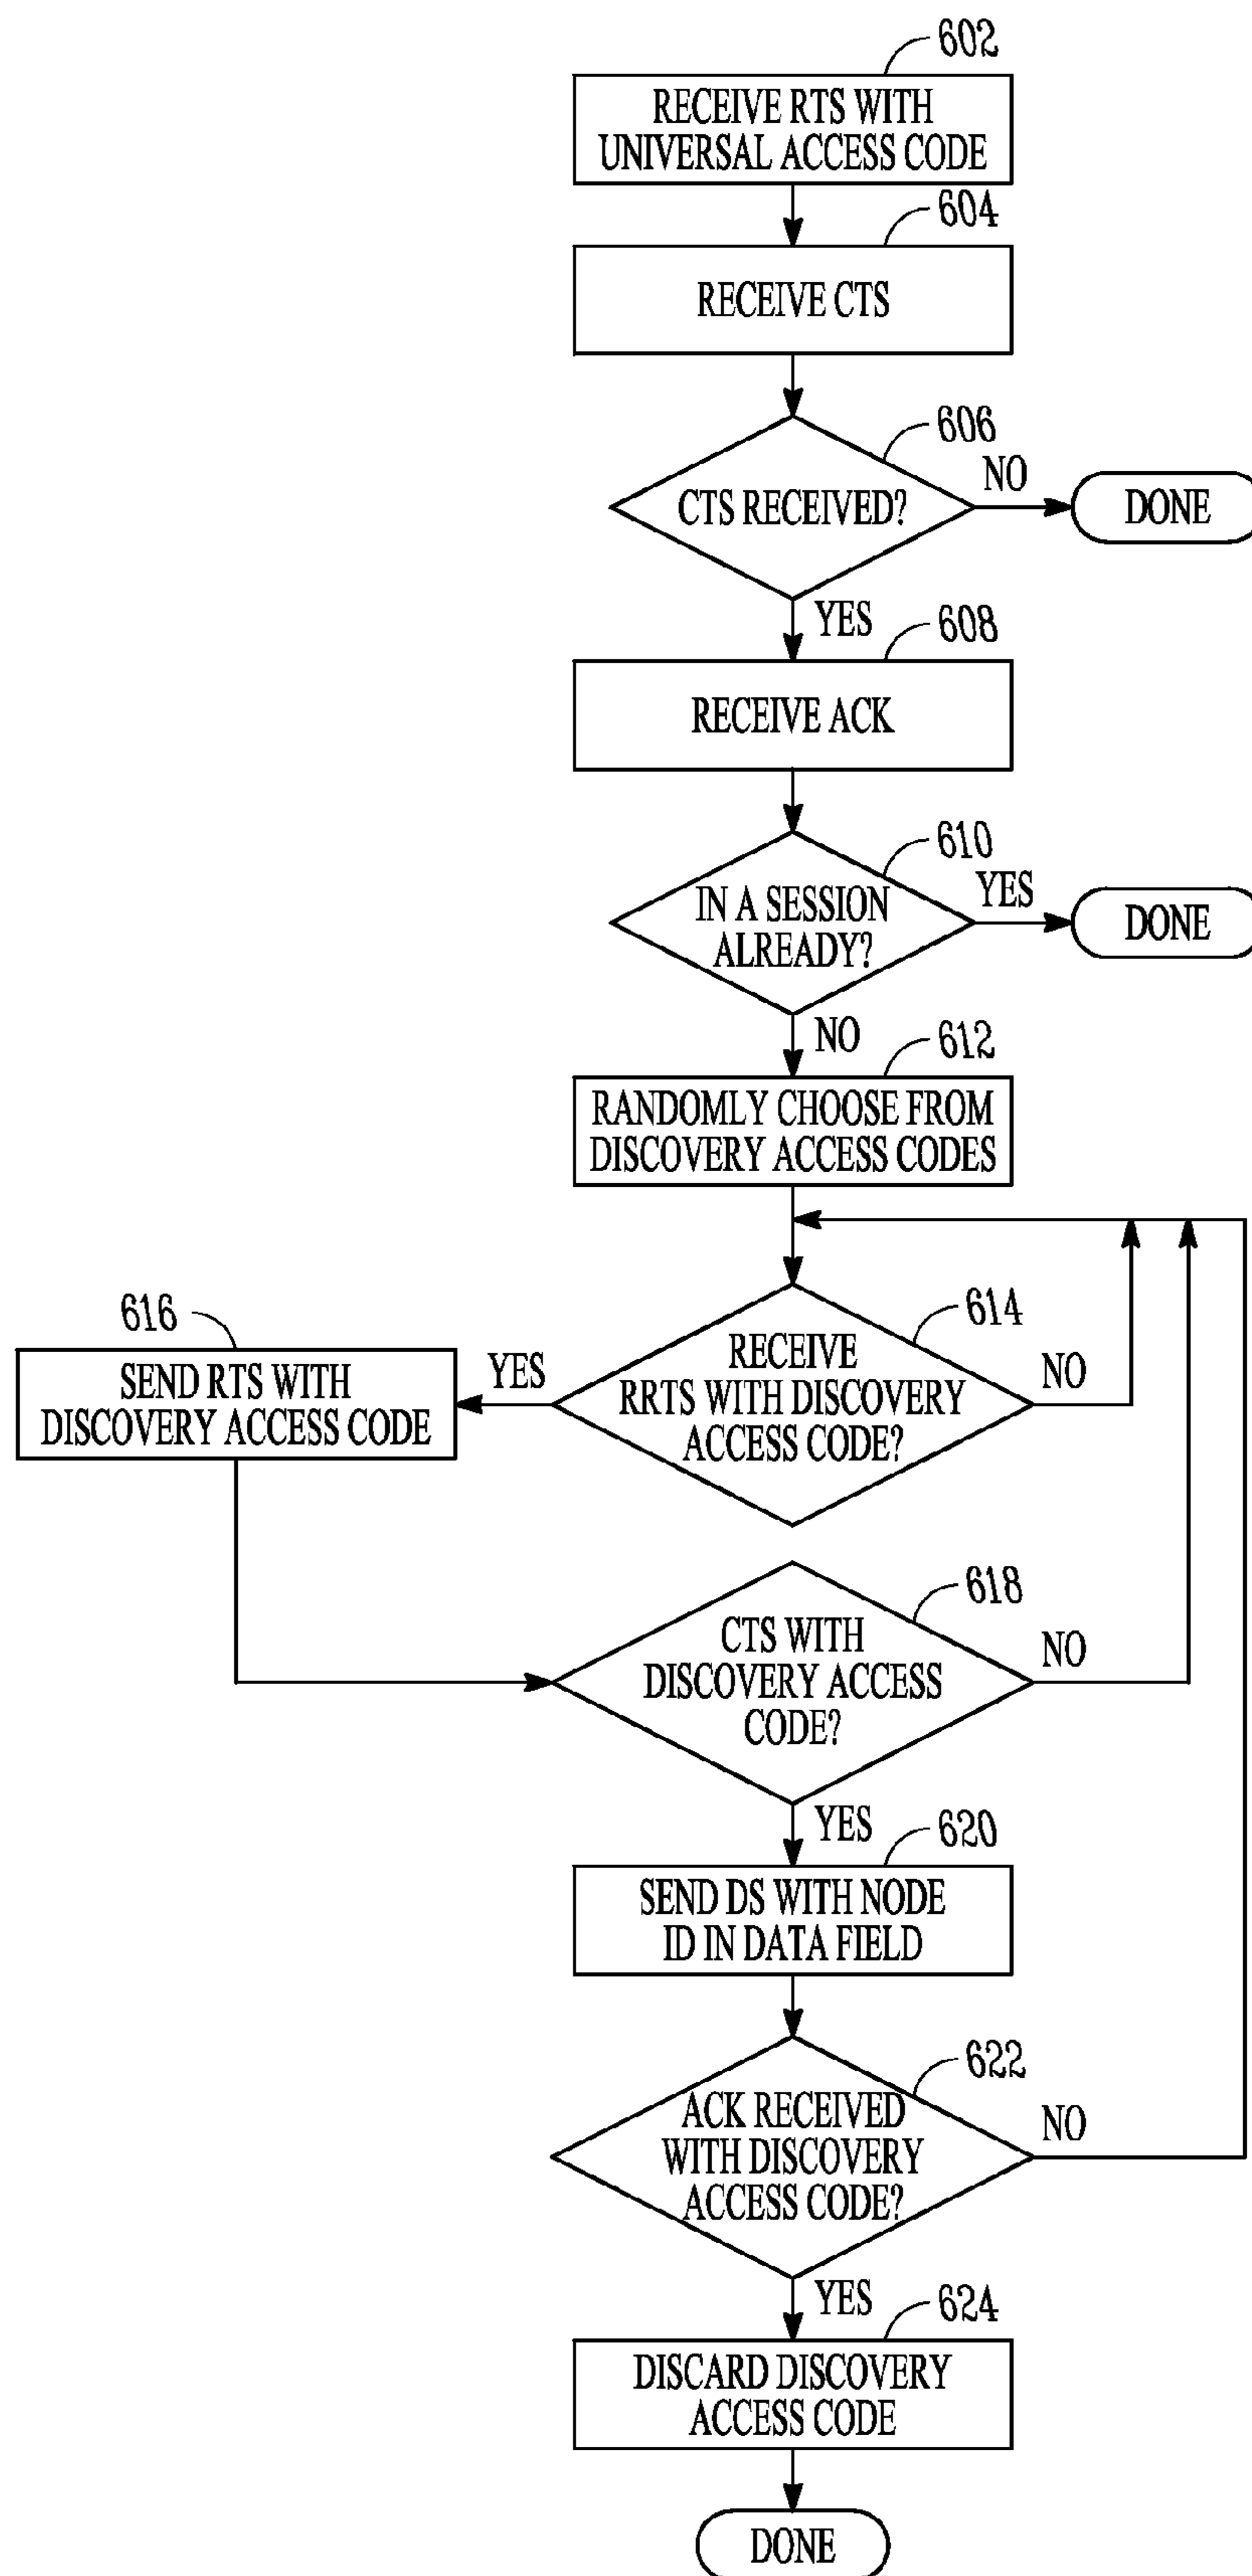 602
RECEIVE RTS WITH
UNIVERSAL ACCESS CODE
604
RECEIVE CTS
606
CTS RECEIVED?
NO
DONE
YES
608
RECEIVE ACK
610
IN A SESSION
ALREADY?
YES
DONE
NO
612
RANDOMLY CHOOSE FROM
DISCOVERY ACCESS CODES
614
RECEIVE
RRTS WITH DISCOVERY
ACCESS CODE?
NO
YES
616
SEND RTS WITH
DISCOVERY ACCESS CODE
618
CTS WITH
DISCOVERY ACCESS
CODE?
NO
YES
620
SEND DS WITH NODE
ID IN DATA FIELD
622
ACK RECEIVED
WITH DISCOVERY
ACCESS CODE?
NO
YES
624
DISCARD DISCOVERY
ACCESS CODE
DONE